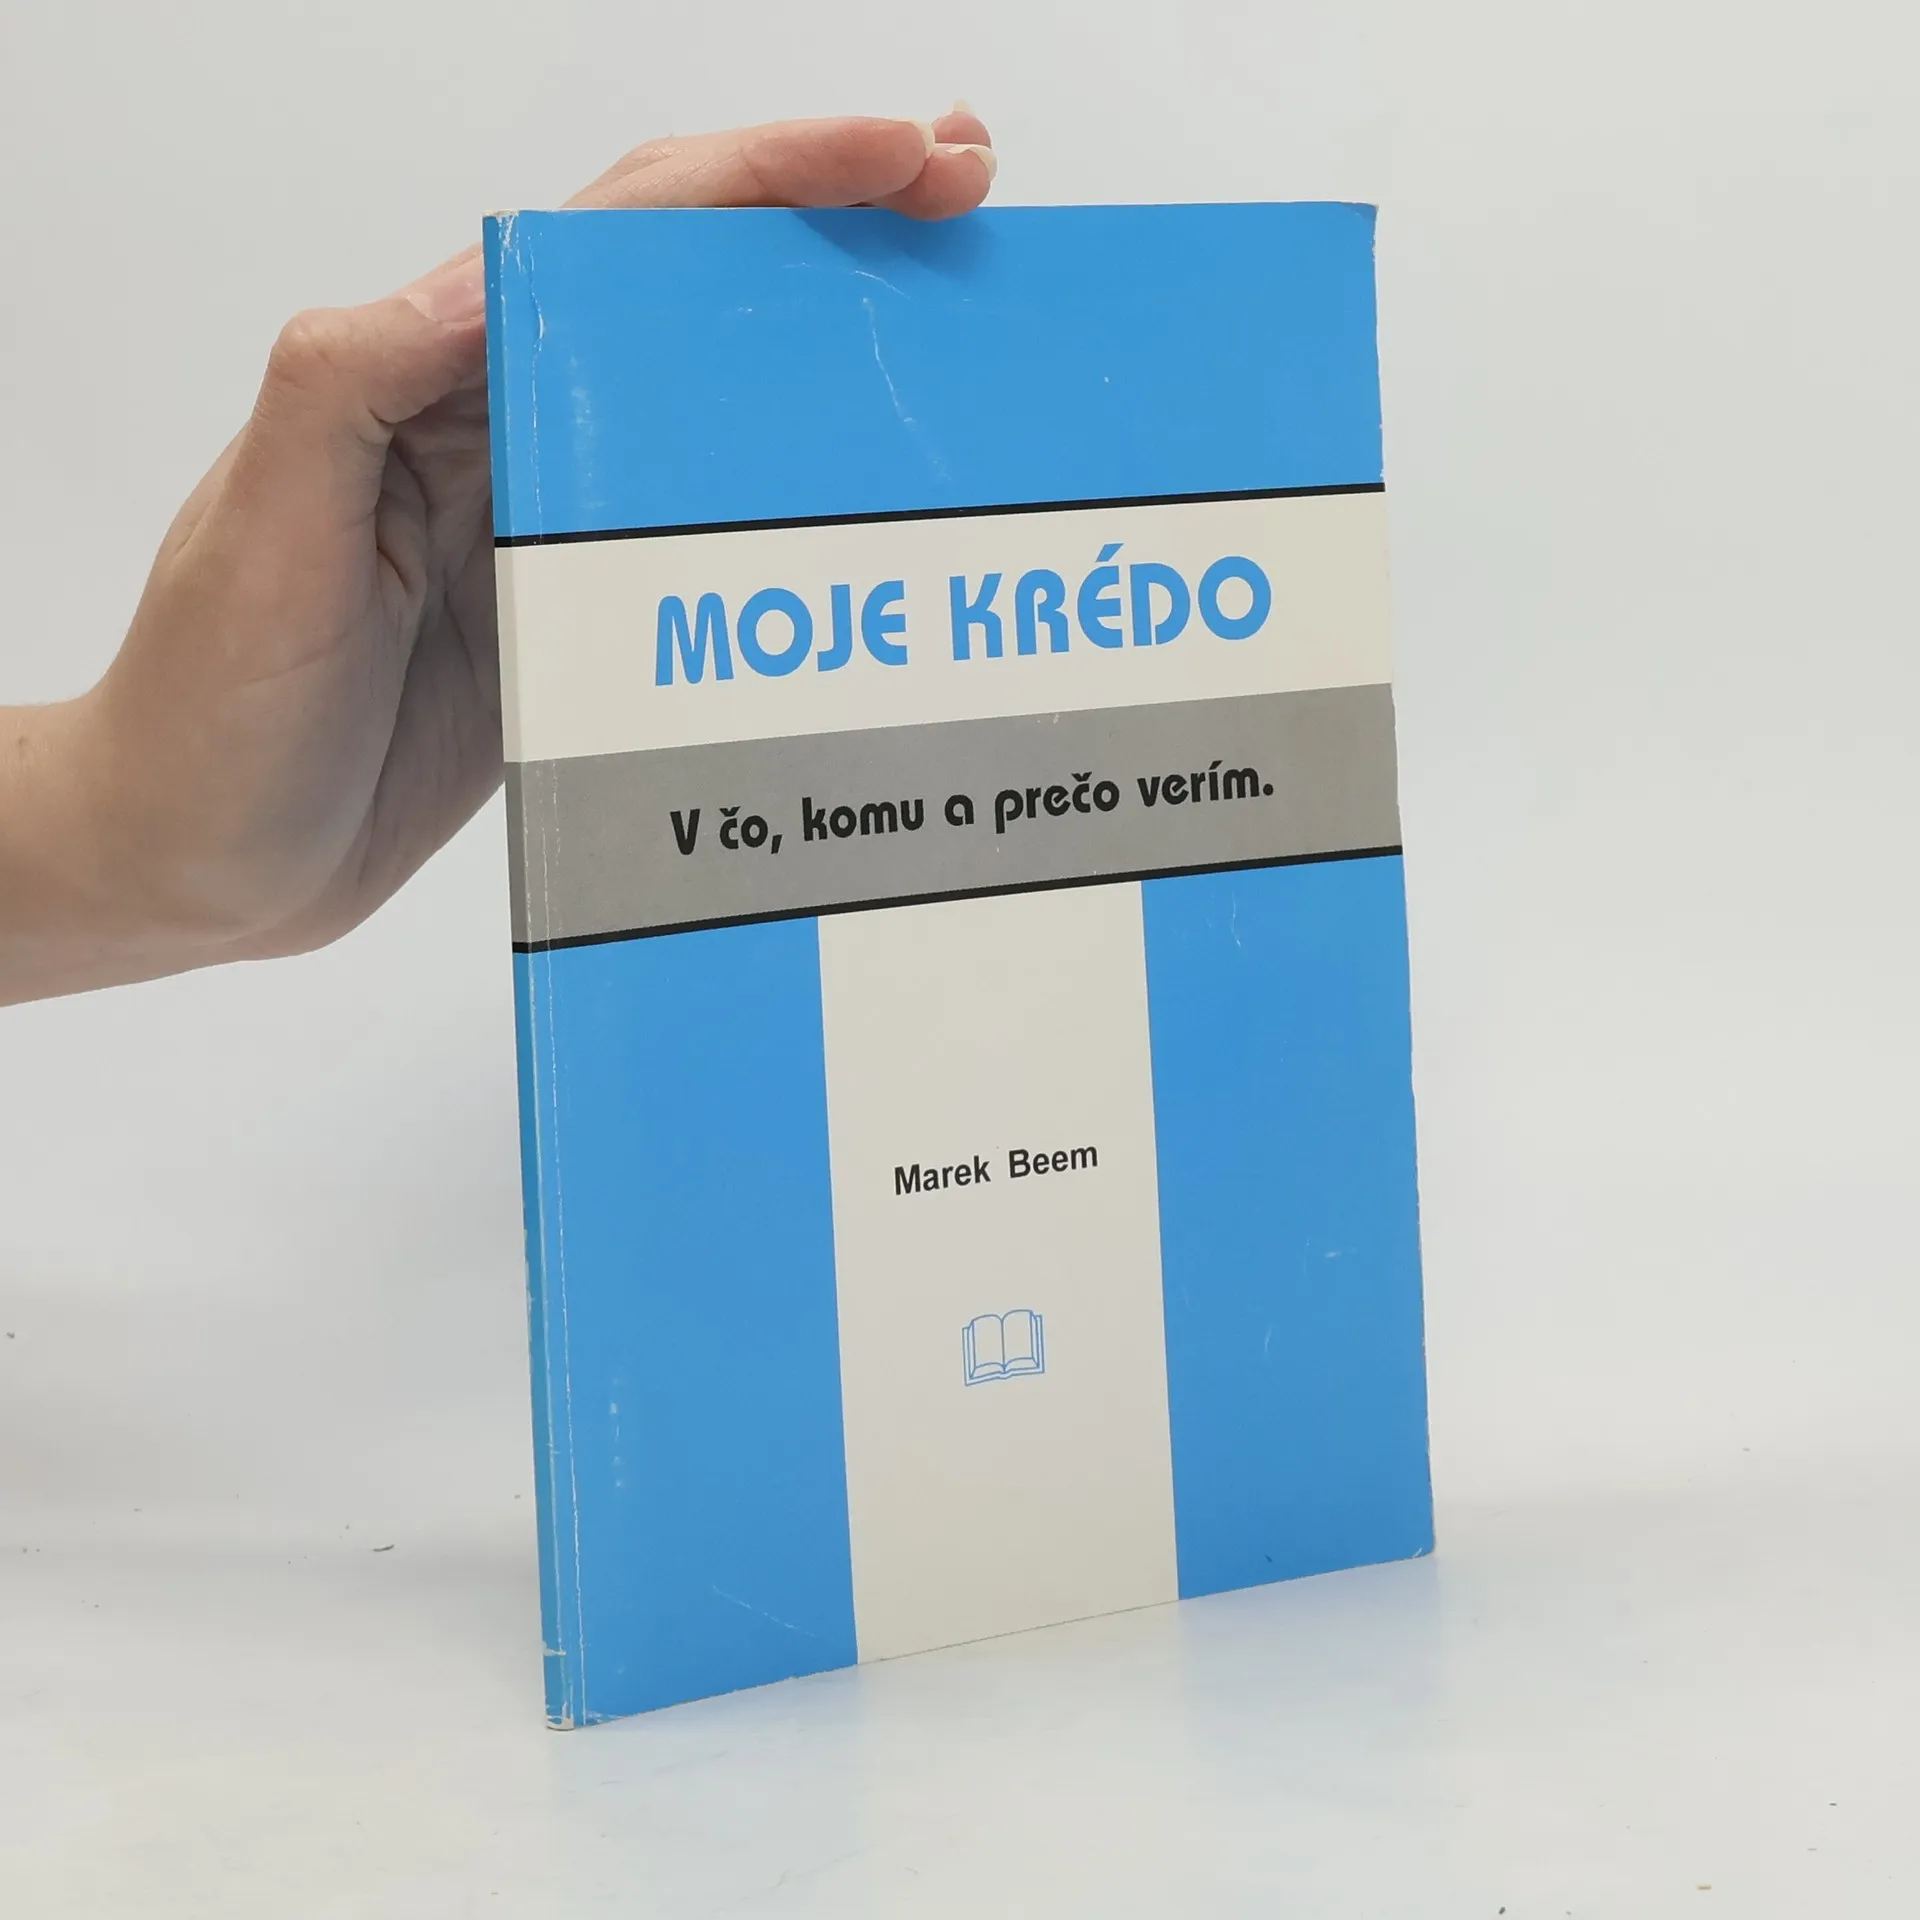 MOJE KRÉDO
V čo, komu a prečo verím.
Marek Beem